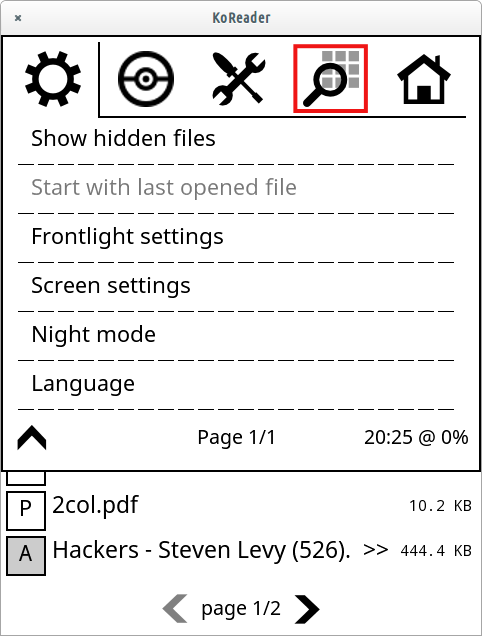 KoReader
Show hidden files
Start with last opened file
Frontlight settings
Screen settings
Night mode
Language
Page 1/1 20:25 @ 0%
P 2col.pdf 10.2 KB
A Hackers - Steven Levy (526). >> 444.4 KB
page 1/2